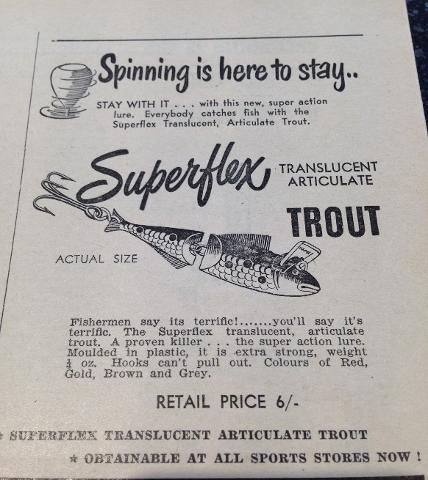 Spinning is here to stay..
STAY WITH IT . . . with this new, super action
lure. Everybody catches fish with the
Superflex Translucent, Articulate Trout.
Superflex TRANSLUCENT
ARTICULATE
TROUT
ACTUAL SIZE
Fishermen say its terrific!.......you'll say it's
terrific. The Superflex translucent, articulate
trout. A proven killer . . . the super action lure.
Moulded in plastic, it is extra strong, weight
oz. Hooks can't pull out. Colours of Red,
Gold, Brown and Grey.
RETAIL PRICE 6/-
★ SUPERFLEX TRANSLUCENT ARTICULATE TROUT
★ OBTAINABLE AT ALL SPORTS STORES NOW !